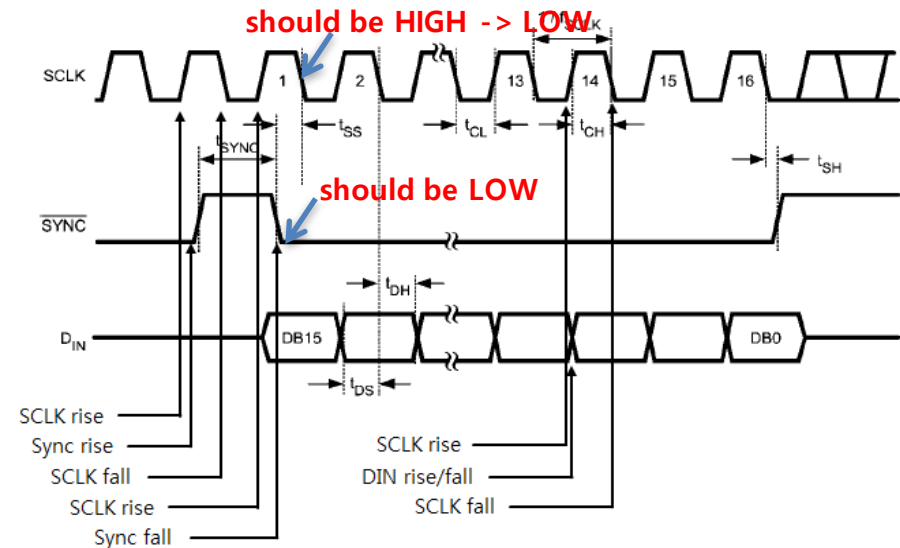 should be HIGH -> LOW
1 / fSCLK
SCLK
1
2
13
14
15
16
tSS
tCL
tCH
tSYNC
tSH
should be LOW
SYNC
tDH
DIN
DB15
DB0
tDS
SCLK rise
Sync rise
SCLK fall
SCLK rise
Sync fall
SCLK rise
DIN rise/fall
SCLK fall